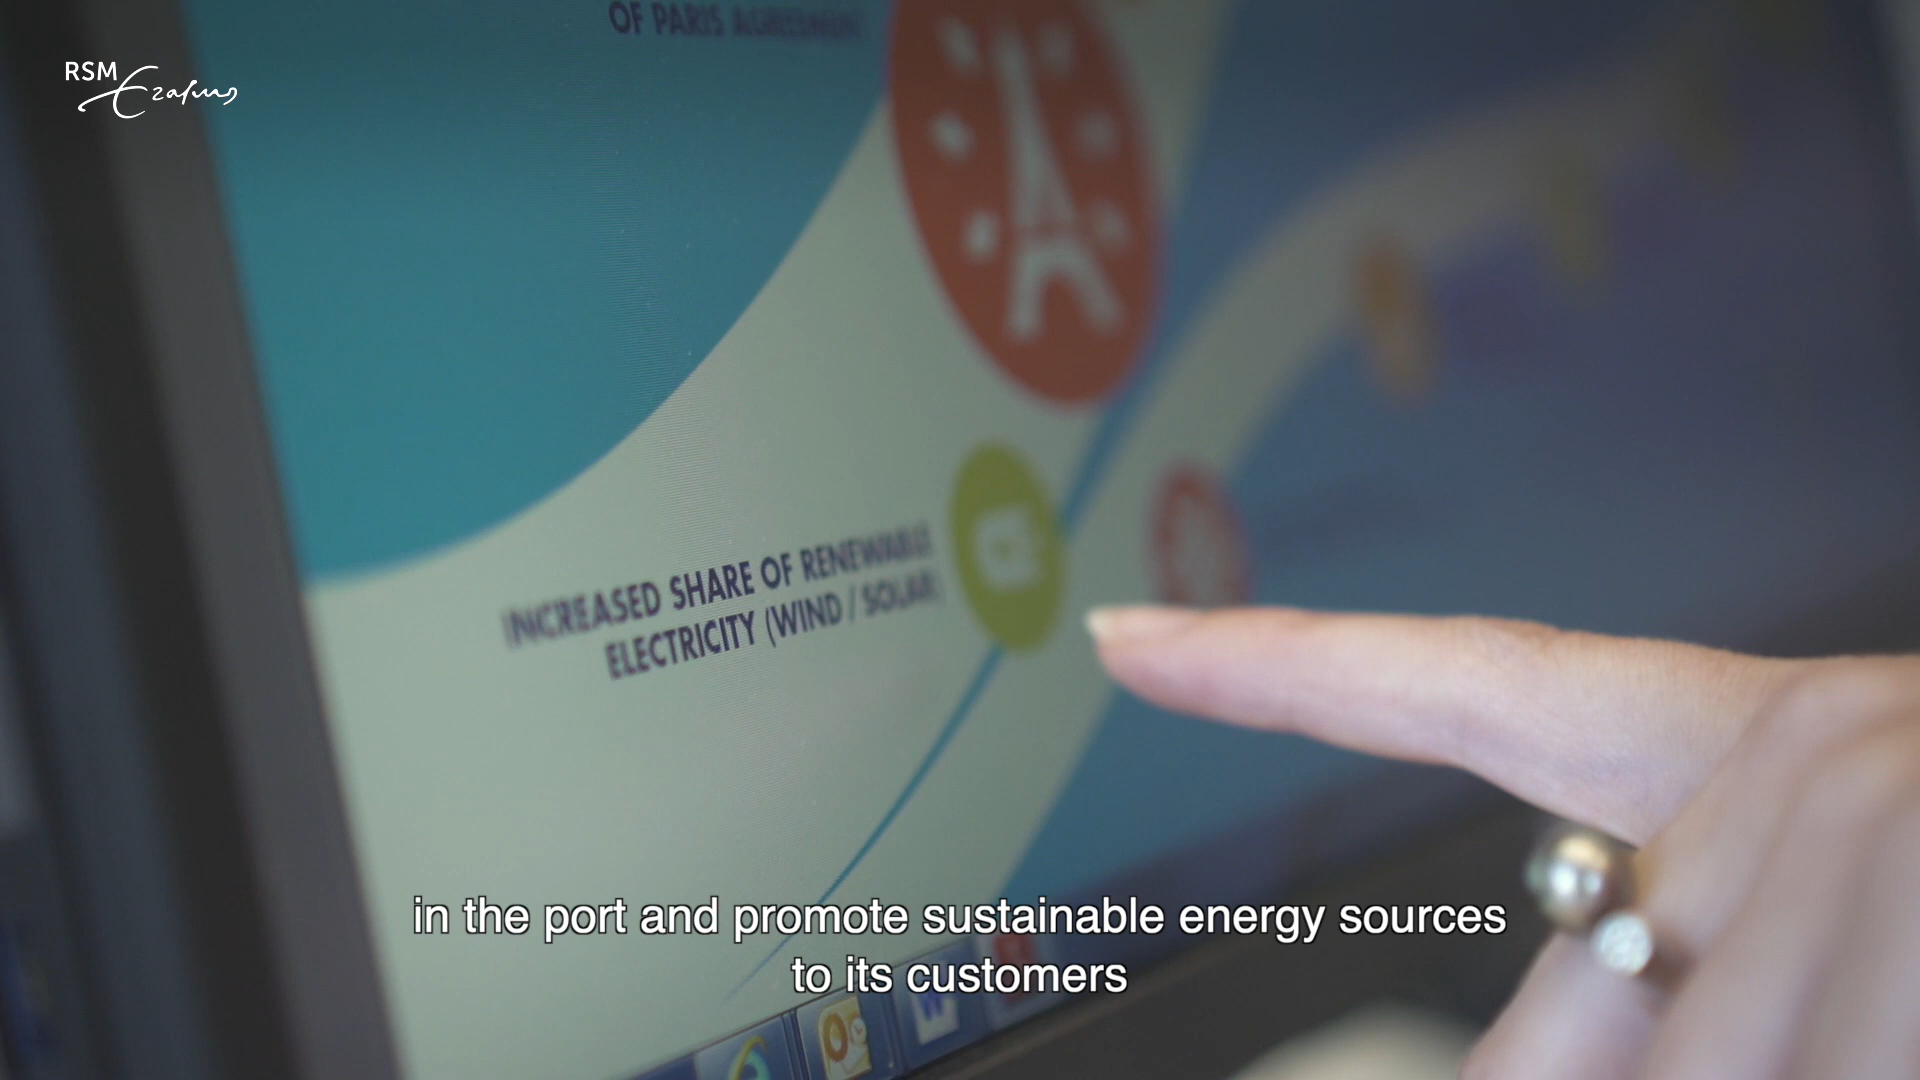 OF PARIS AGREEMENT
RSM
Erasmus
INCREASED SHARE OF RENEWABLE
ELECTRICITY (WIND / SOLAR)
in the port and promote sustainable energy sources
to its customers